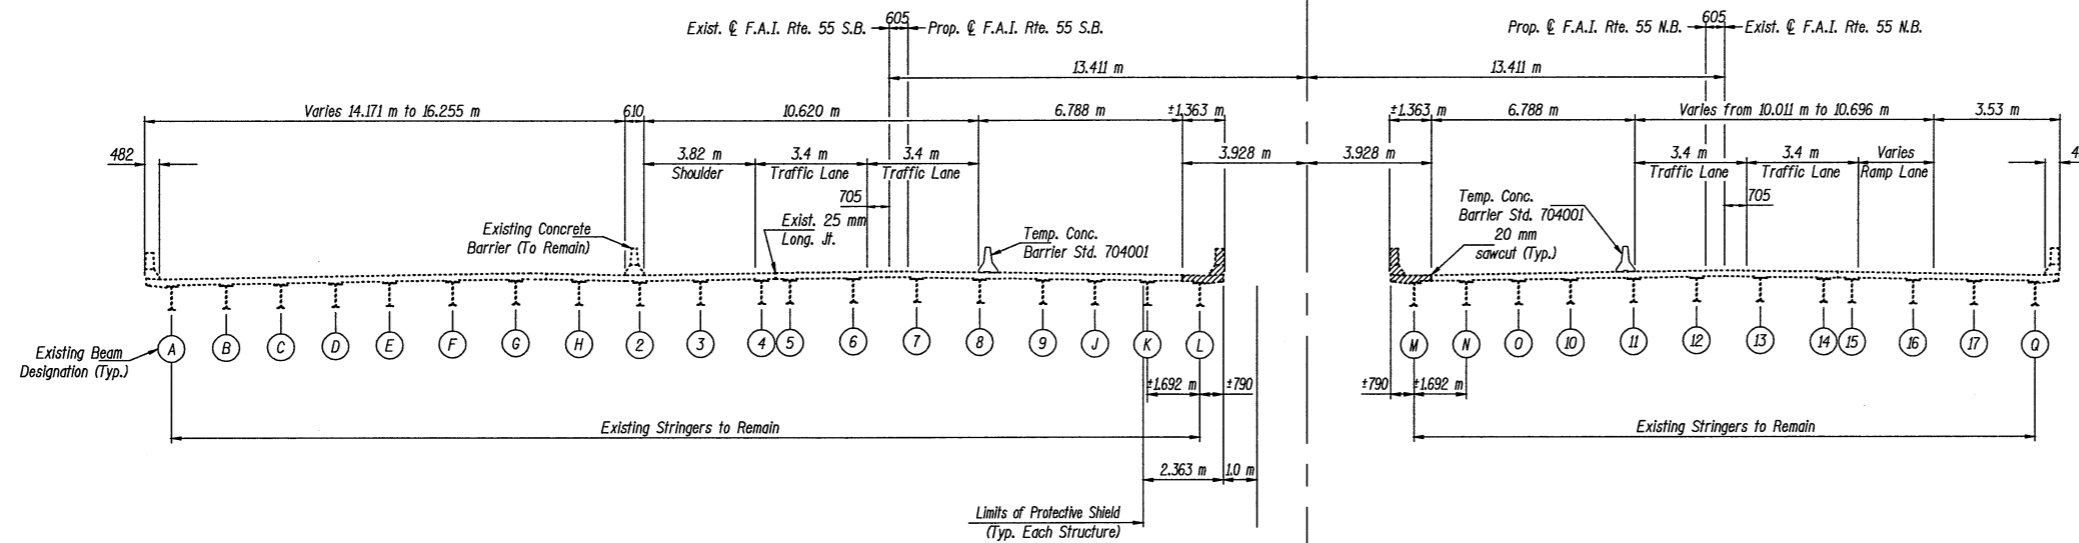 605
Exist. ℄ F.A.I. Rte. 55 S.B.
Prop. ℄ F.A.I. Rte. 55 S.B.
605
Prop. ℄ F.A.I. Rte. 55 N.B.
Exist. ℄ F.A.I. Rte. 55 N.B.
13.411 m
13.411 m
Varies 14.171 m to 16.255 m
610
10.620 m
6.788 m
±1.363 m
±1.363 m
6.788 m
Varies from 10.011 m to 10.696 m
3.53 m
482
3.82 m
Shoulder
3.4 m
Traffic Lane
3.4 m
Traffic Lane
3.928 m
3.928 m
3.4 m
Traffic Lane
3.4 m
Traffic Lane
Varies
Ramp Lane
705
705
Existing Concrete
Barrier (To Remain)
Exist. 25 mm
Long. Jt.
Temp. Conc.
Barrier Std. 704001
Temp. Conc.
Barrier Std. 704001
20 mm
sawcut (Typ.)
Existing Beam
Designation (Typ.)
A
B
C
D
E
F
G
H
2
3
4
5
6
7
8
9
J
K
L
M
N
O
10
11
12
13
14
15
16
17
Q
±1.692 m
±790
±790
±1.692 m
Existing Stringers to Remain
Existing Stringers to Remain
2.363 m
1.0 m
Limits of Protective Shield
(Typ. Each Structure)